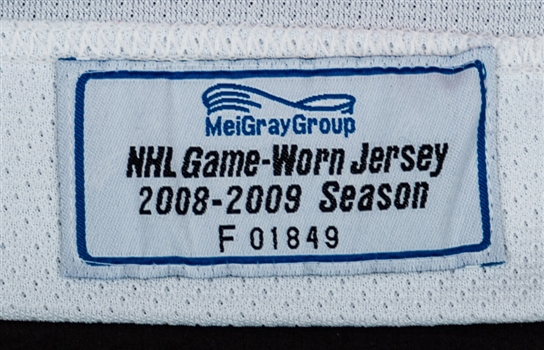 MeiGrayGroup
NHL Game-Worn Jersey
2008-2009 Season
F 01849